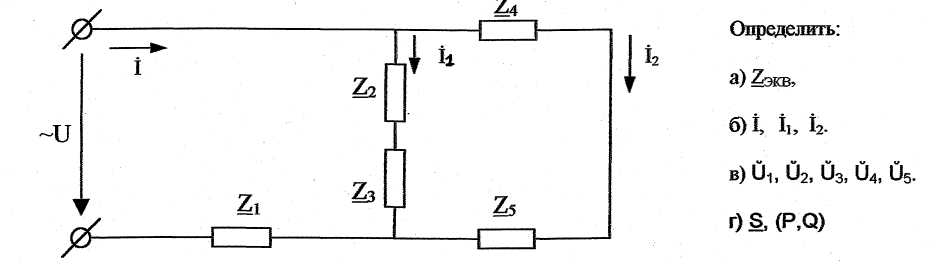 Z4
İ
İ1
İ2
Z2
~U
Z3
Z1
Z5
Определить:
а) ZЭКВ,
б) İ, İ1, İ2.
в) Ŭ1, Ŭ2, Ŭ3, Ŭ4, Ŭ5.
г) S, (P,Q)